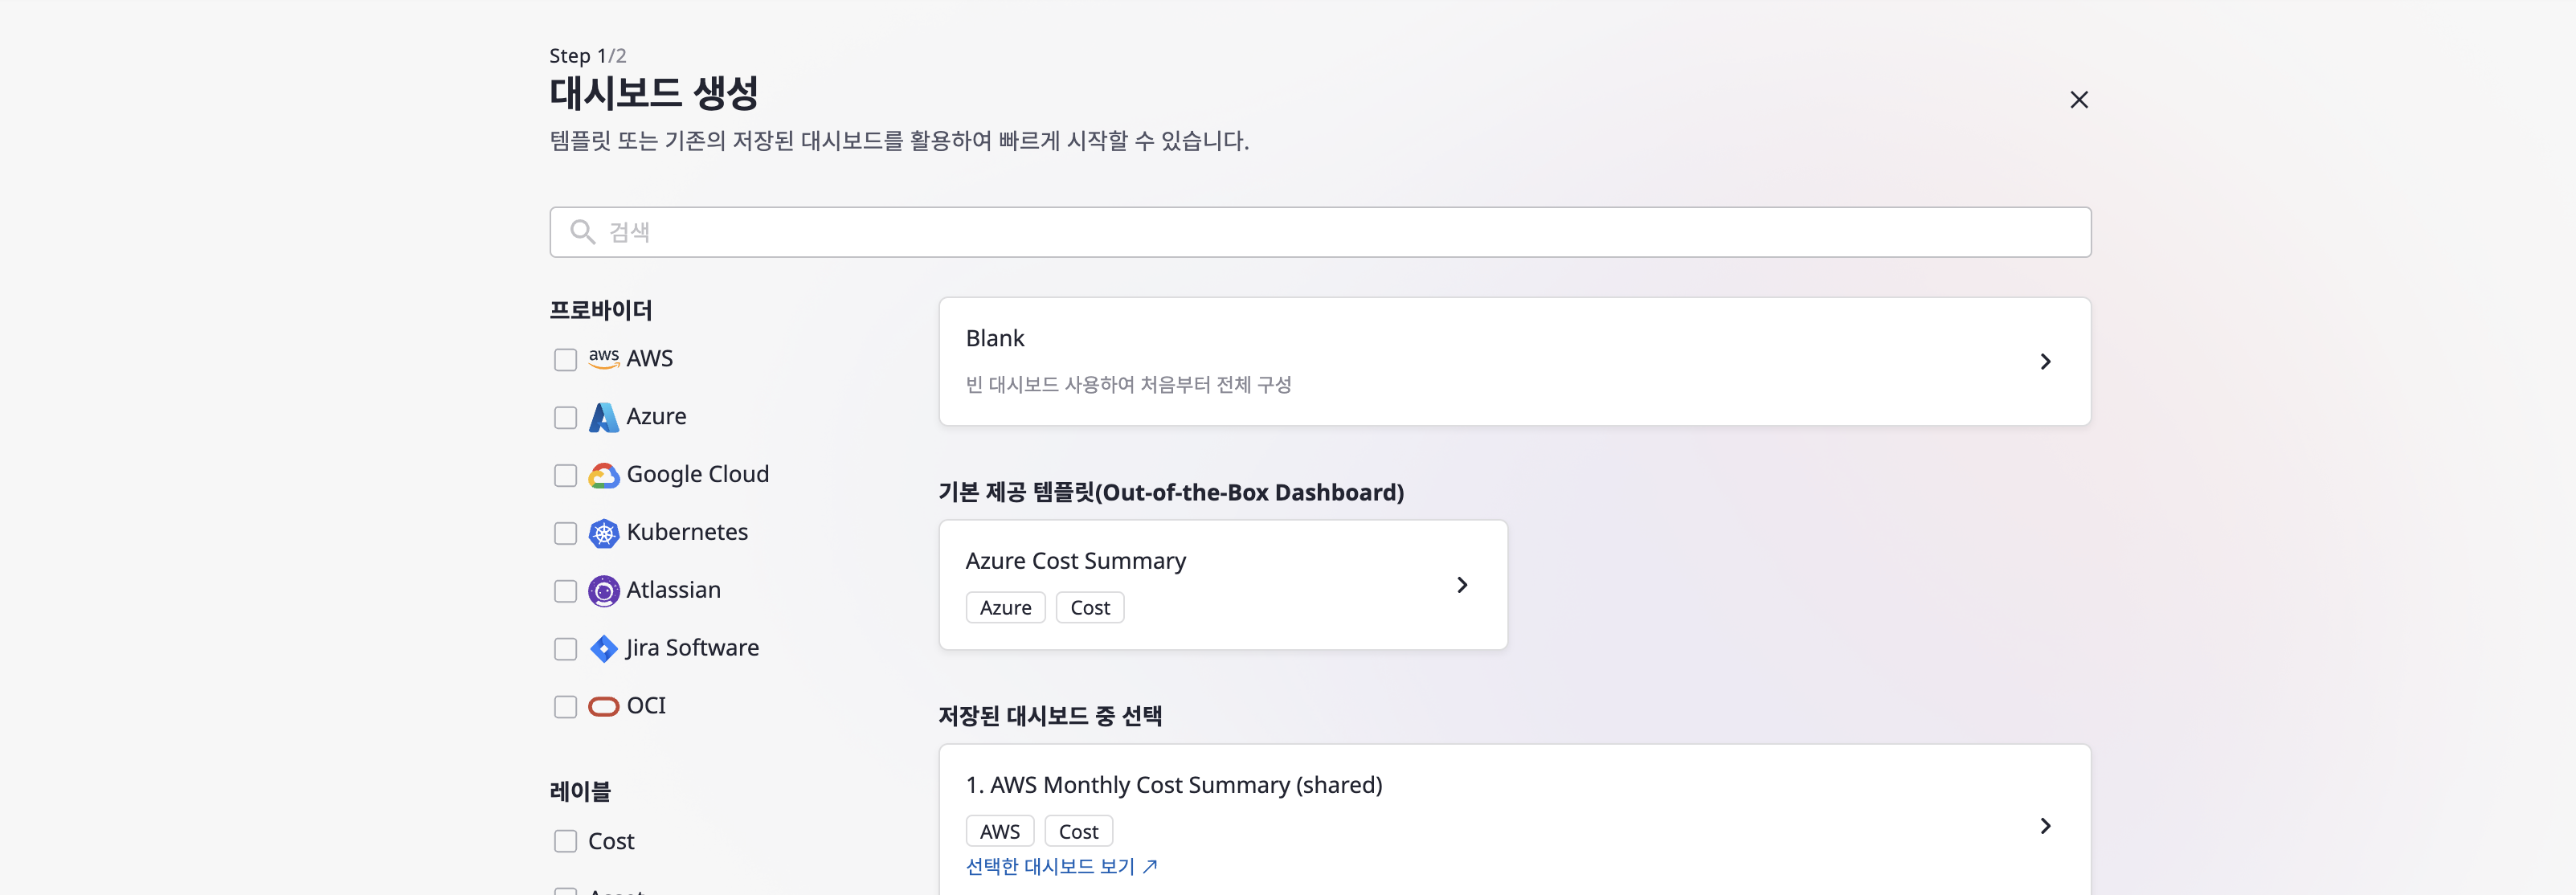 Step 1/2
대시보드 생성
템플릿 또는 기존의 저장된 대시보드를 활용하여 빠르게 시작할 수 있습니다.
검색
프로바이더
aws AWS
Azure
Google Cloud
Kubernetes
Atlassian
Jira Software
OCI
레이블
Cost
Blank
빈 대시보드 사용하여 처음부터 전체 구성
기본 제공 템플릿(Out-of-the-Box Dashboard)
Azure Cost Summary
Azure Cost
저장된 대시보드 중 선택
1. AWS Monthly Cost Summary (shared)
AWS Cost
선택한 대시보드 보기